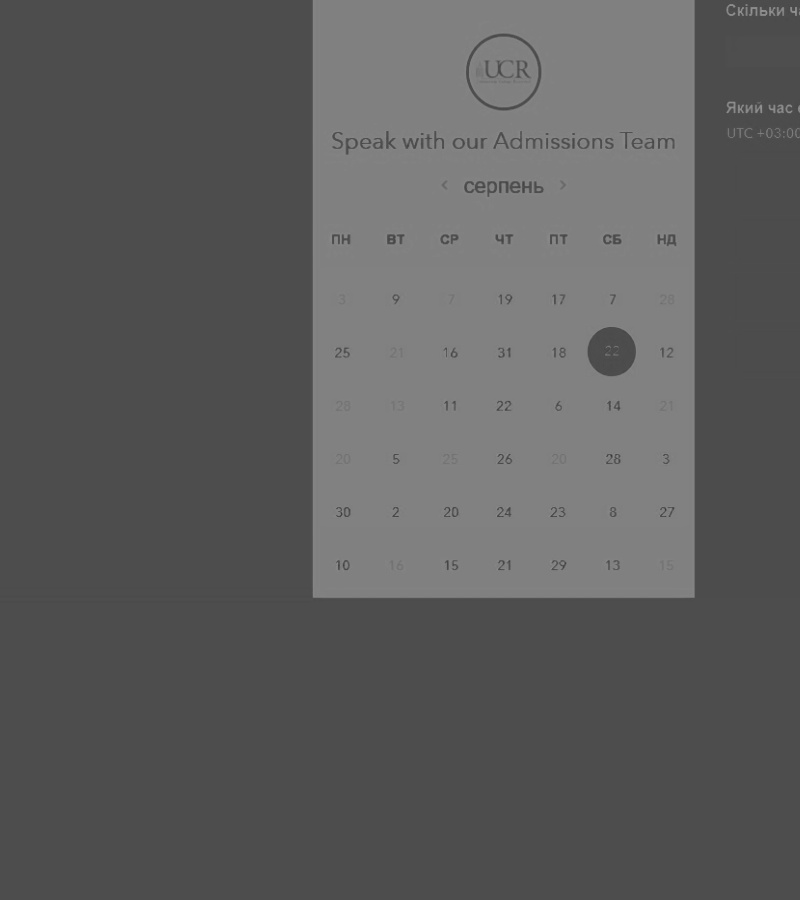 Скільки ча
UCR
Speak with our Admissions Team
серпень
Який час є
UTC +03:00
ПН ВТ СР ЧТ ПТ СБ НД
3 9 7 19 17 7 28
25 21 16 31 18 22 12
28 13 11 22 6 14 21
20 5 25 26 20 28 3
30 2 20 24 23 8 27
10 16 15 21 29 13 15